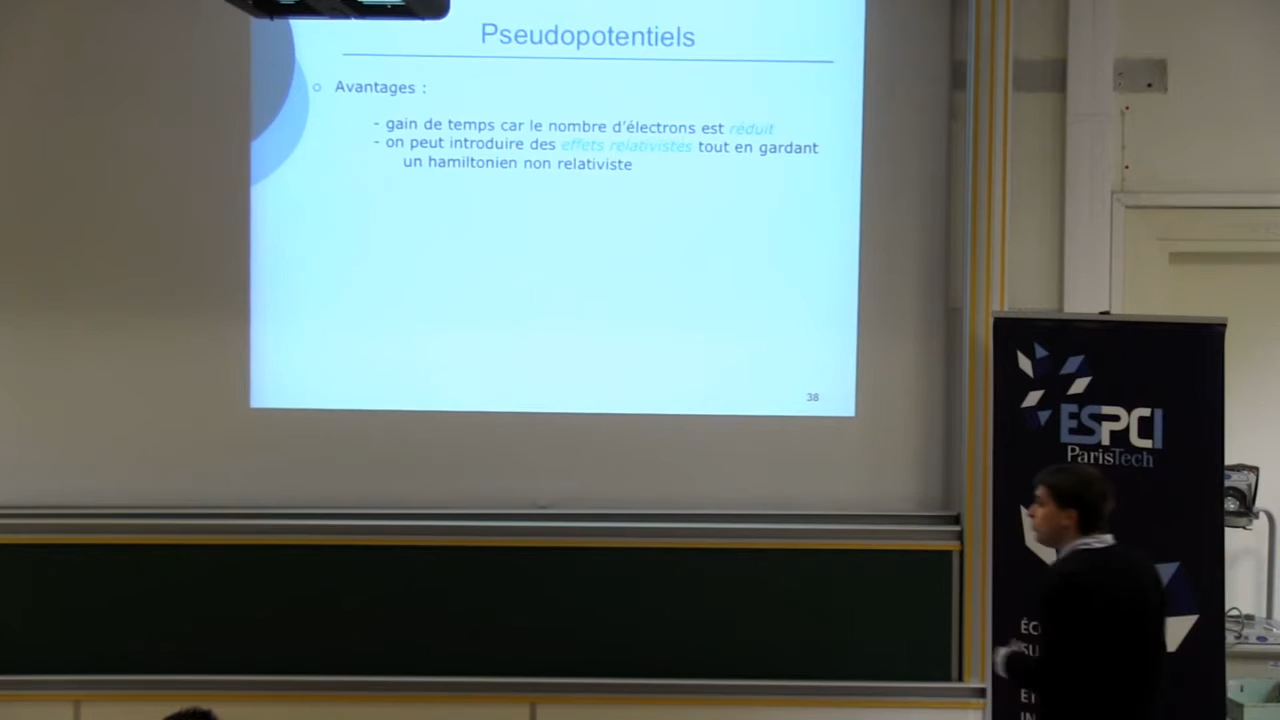 Pseudopotentiels
Avantages :
- gain de temps car le nombre d'électrons est réduit
- on peut introduire des effets relativistes tout en gardant
un hamiltonien non relativiste
38
ESPCI
ParisTech